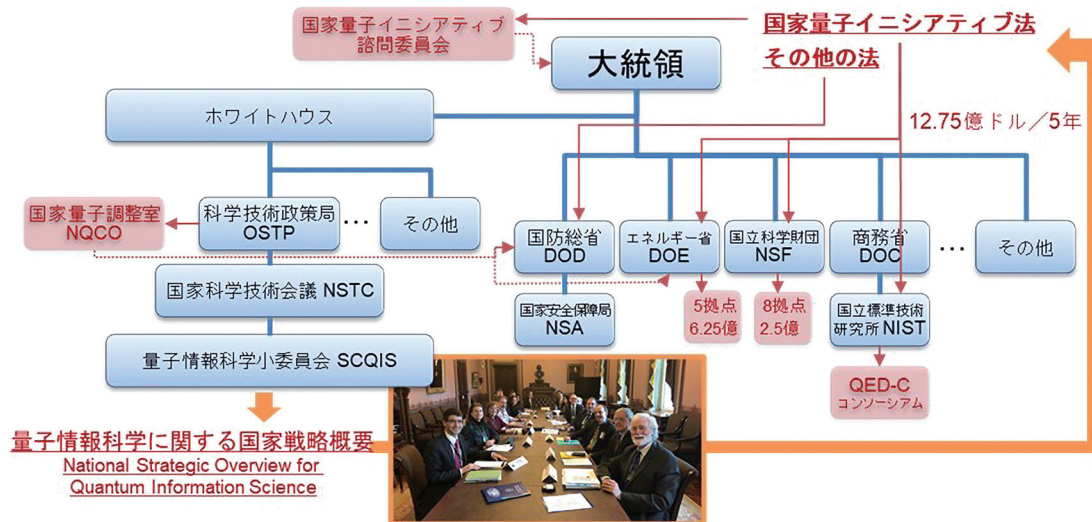 国家量子イニシアティブ
諮問委員会
国家量子イニシアティブ法
その他の法
大統領
ホワイトハウス
12.75億ドル／5年
国家量子調整室
NQCO
科学技術政策局
OSTP
…
その他
国防総省
DOD
エネルギー省
DOE
国立科学財団
NSF
商務省
DOC
…
その他
国家科学技術会議 NSTC
国家安全保障局
NSA
5拠点
6.25億
8拠点
2.5億
国立標準技術
研究所 NIST
量子情報科学小委員会 SCQIS
QED-C
コンソーシアム
量子情報科学に関する国家戦略概要
National Strategic Overview for
Quantum Information Science